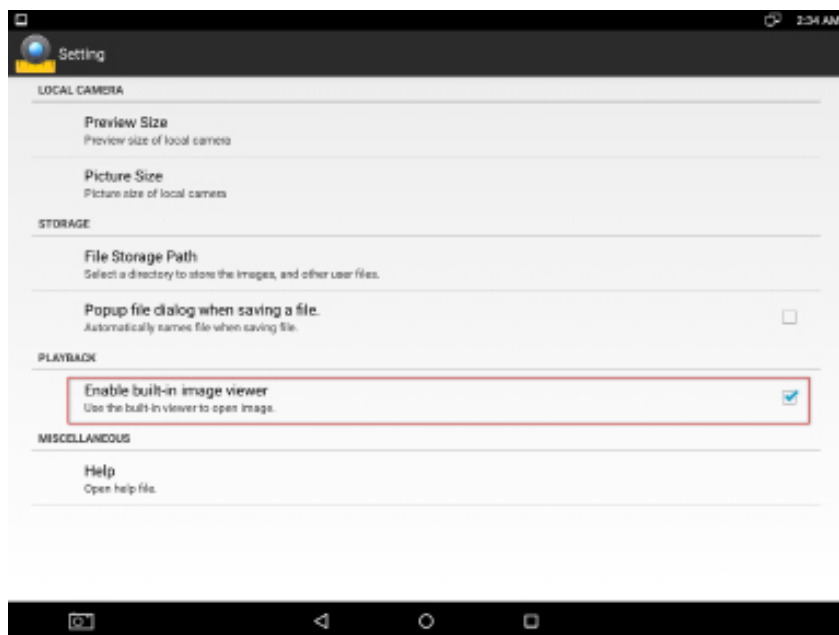 2:34 AM
Setting
LOCAL CAMERA
Preview Size
Preview size of local camera
Picture Size
Picture size of local camera
STORAGE
File Storage Path
Select a directory to store the images, and other user files.
Popup file dialog when saving a file.
Automatically names file when saving file.
PLAYBACK
Enable built-in image viewer
Use the built-in viewer to open image.
MISCELLANEOUS
Help
Open help file.